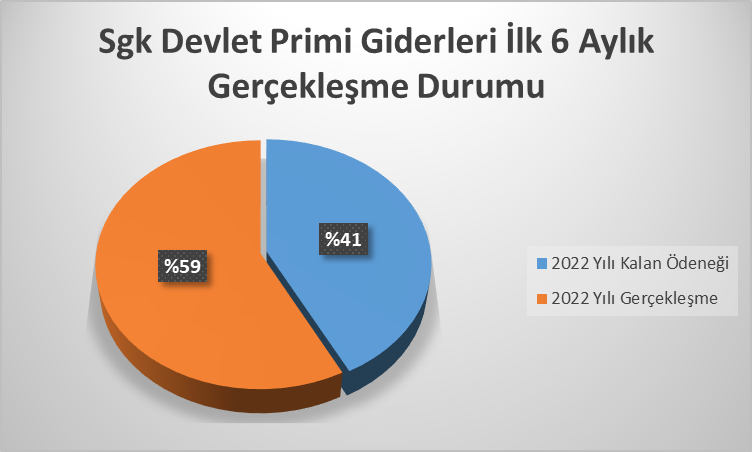 Sgk Devlet Primi Giderleri İlk 6 Aylık
Gerçekleşme Durumu
%41
%59
2022 Yılı Kalan Ödeneği
2022 Yılı Gerçekleşme